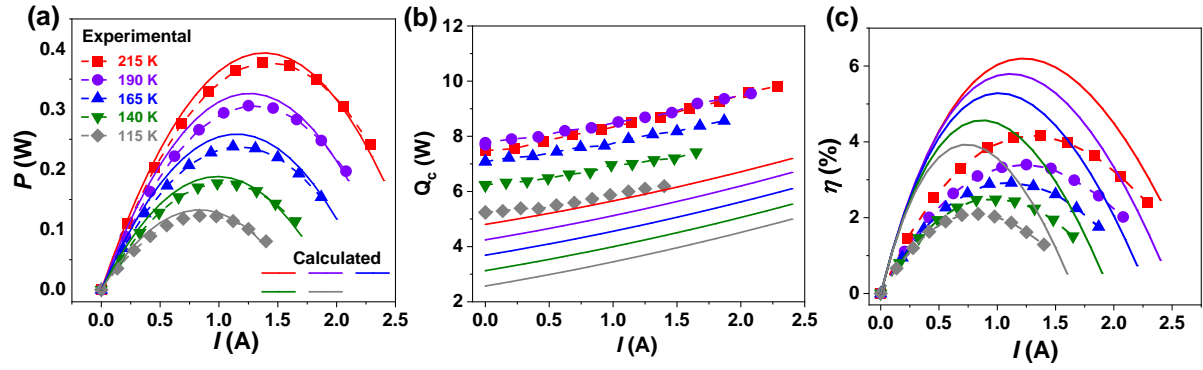 (a)
P (W)
0.4
0.3
0.2
0.1
0.0
Experimental
215 K
190 K
165 K
140 K
115 K
Calculated
0.0 0.5 1.0 1.5 2.0 2.5
I (A)
(b)
Q_c (W)
12
10
8
6
4
2
0.0 0.5 1.0 1.5 2.0
I (A)
(c)
η (%)
6
4
2
0
0.0 0.5 1.0 1.5 2.0 2.5
I (A)